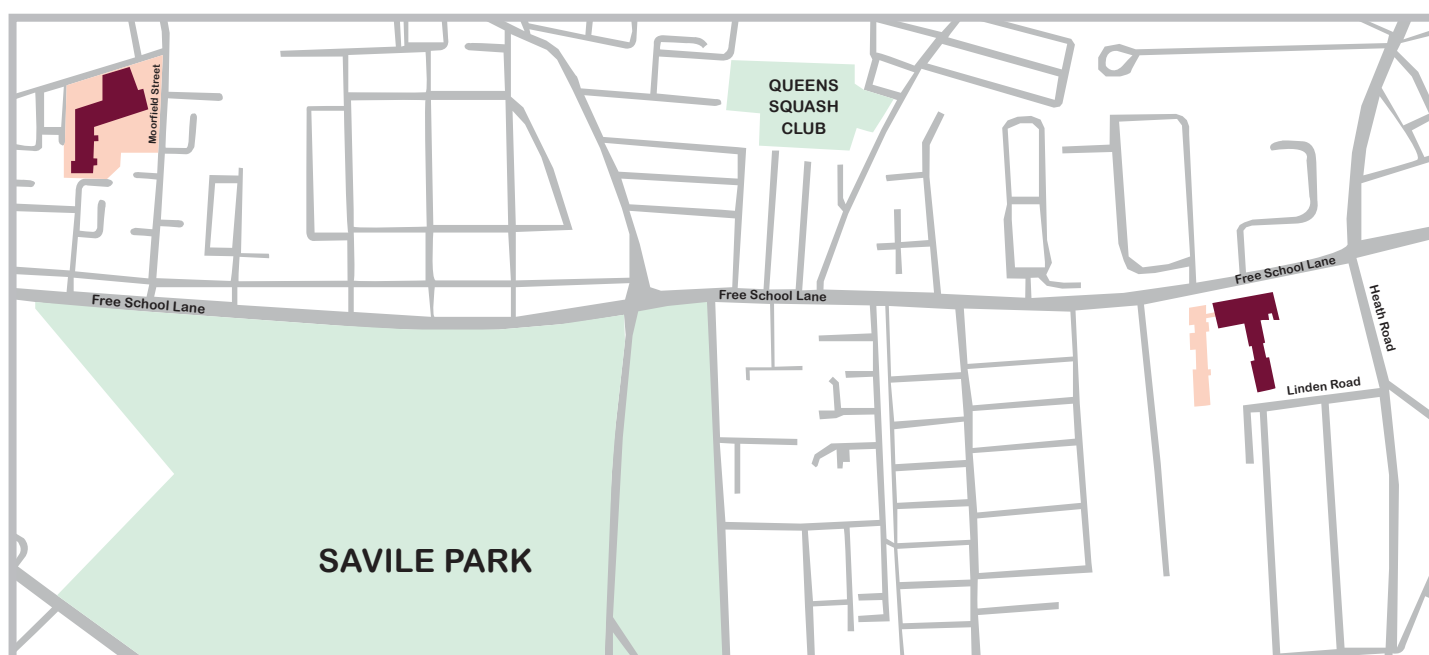 QUEENS
SQUASH
CLUB
Moorfield Street
Free School Lane
Free School Lane
Free School Lane
Heath Road
Linden Road
SAVILE PARK